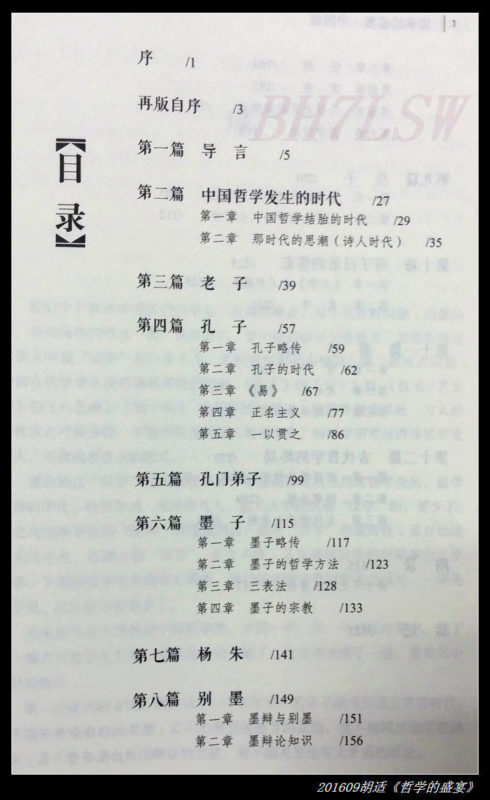 1
序 /1
再版自序 /3
BH7LSW
【目录】
第一篇 导言 /5
第二篇 中国哲学发生的时代 /27
第一章 中国哲学结胎的时代 /29
第二章 那时代的思潮（诗人时代） /35
第三篇 老子 /39
第四篇 孔子 /57
第一章 孔子略传 /59
第二章 孔子的时代 /62
第三章 《易》 /67
第四章 正名主义 /77
第五章 一以贯之 /86
第五篇 孔门弟子 /99
第六篇 墨子 /115
第一章 墨子略传 /117
第二章 墨子的哲学方法 /123
第三章 三表法 /128
第四章 墨子的宗教 /133
第七篇 杨朱 /141
第八篇 别墨 /149
第一章 墨辩与别墨 /151
第二章 墨辩论知识 /156
201609胡适《哲学的盛宴》